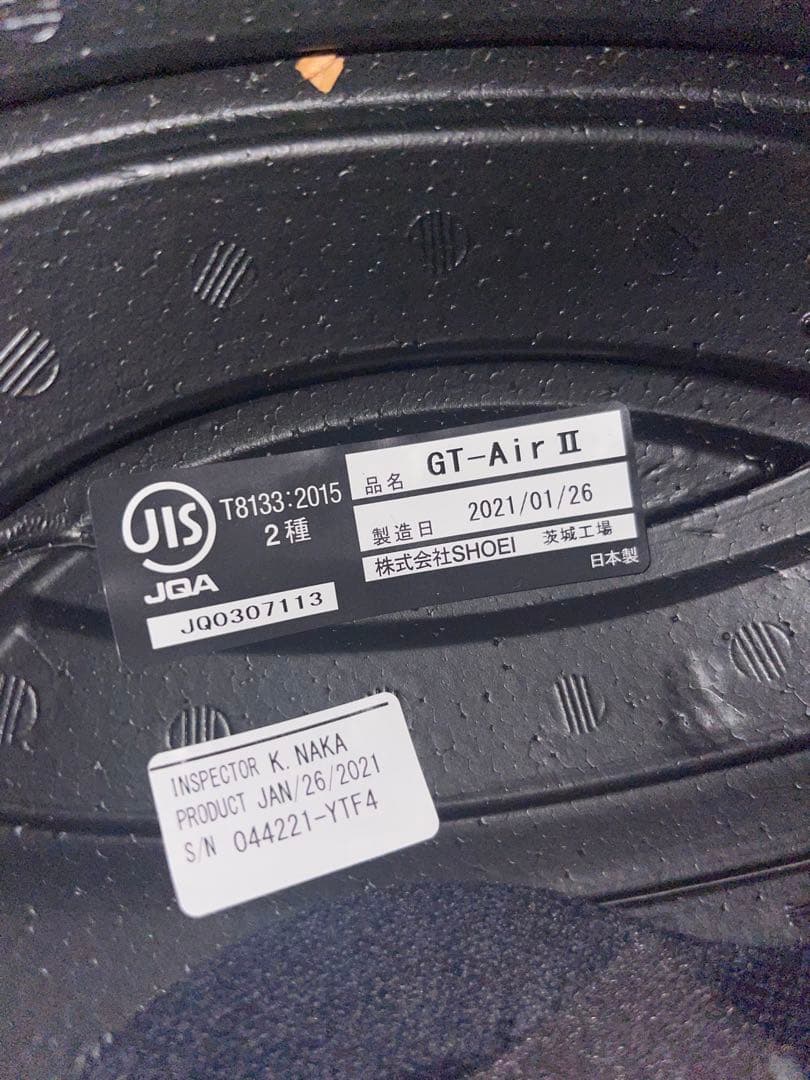 JIS
JQA
T8133:2015
2種
JQ0307113
品名 GT-Air II
製造日 2021/01/26
株式会社SHOEI 茨城工場
日本製
INSPECTOR K. NAKA
PRODUCT JAN/26/2021
S/N 044221-YTF4